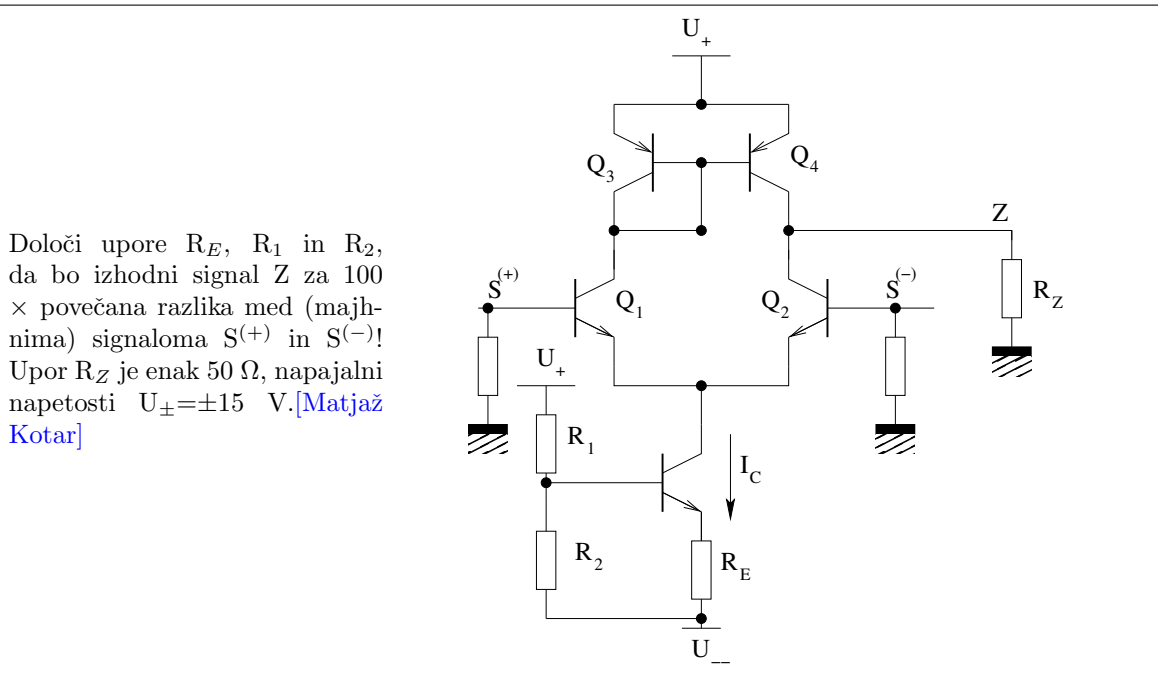 Določi upore R_E, R_1 in R_2,
da bo izhodni signal Z za 100
× povečana razlika med (majh-
nima) signaloma S^(+) in S^(−)!
Upor R_Z je enak 50 Ω, napajalni
napetosti U_±=±15 V.[Matjaž
Kotar]
U_+
Q_3
Q_4
Z
S^(+)
Q_1
Q_2
S^(−)
R_Z
U_+
R_1
I_C
R_2
R_E
U_−−